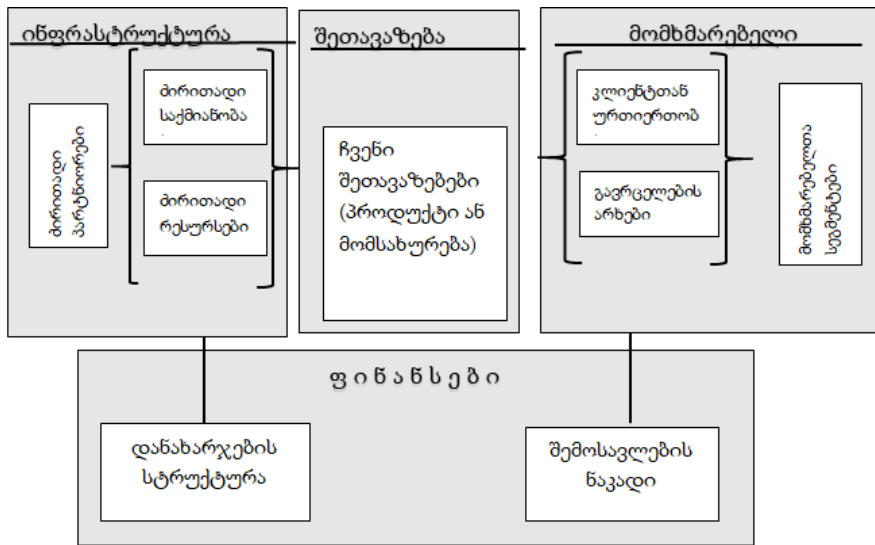 ინფრასტრუქტურა
ძირითადი
პარტნიორები
ძირითადი
საქმიანობა
.
ძირითადი
რესურსები
შეთავაზება
ჩვენი
შეთავაზებები
(პროდუქტი ან
მომსახურება)
მომხმარებელი
კლიენტთან
ურთიერთობ
.
გავრცელების
არხები
მომხმარებელთა
სეგმენტები
ფ ი ნ ა ნ ს ე ბ ი
დანახარჯების
სტრუქტურა
შემოსავლების
ნაკადი